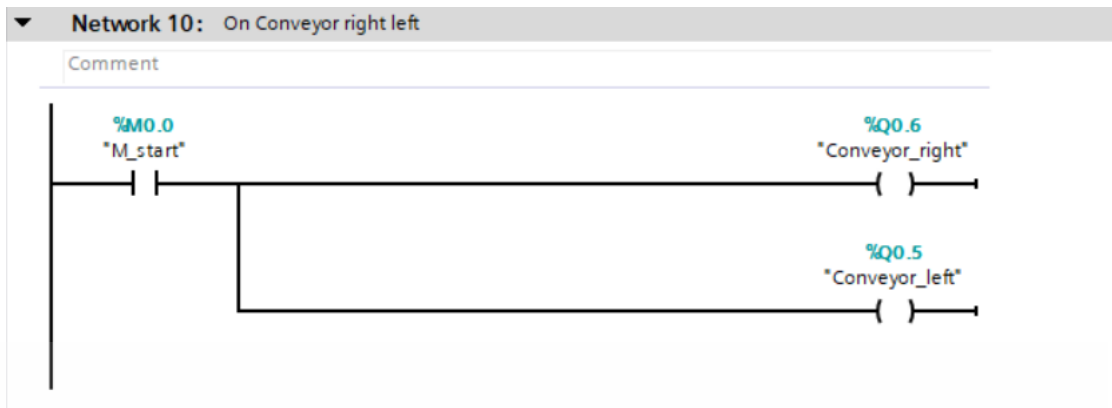 Network 10: On Conveyor right left
Comment
%M0.0
"M_start"
%Q0.6
"Conveyor_right"
%Q0.5
"Conveyor_left"